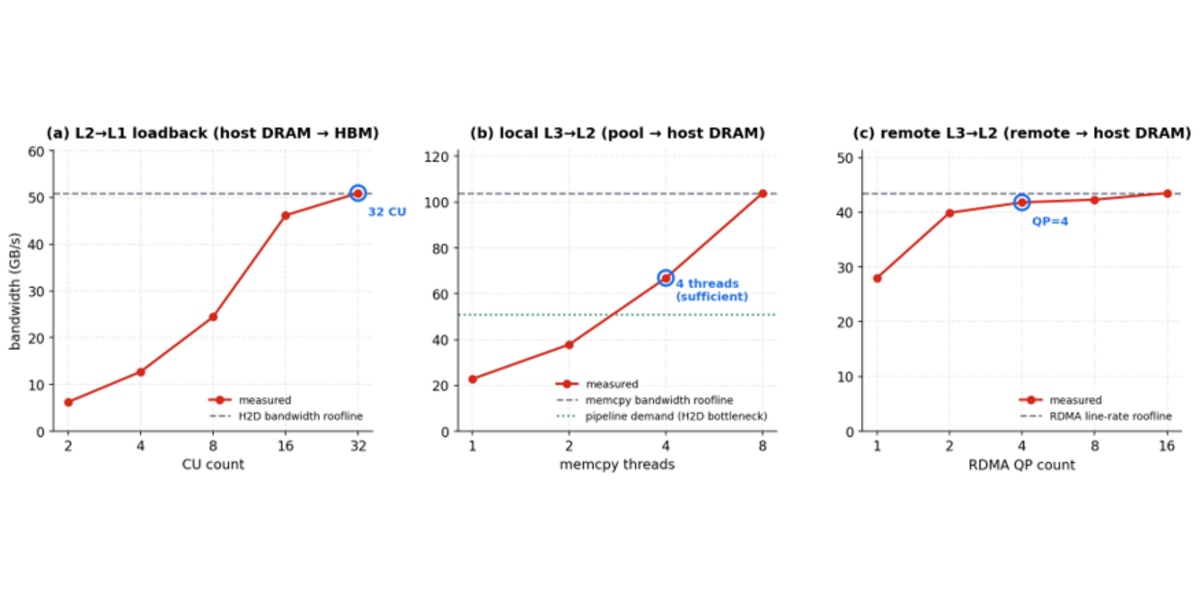 (a) L2→L1 loadback (host DRAM → HBM)
bandwidth (GB/s)
60
50
40
30
20
10
0
32 CU
measured
H2D bandwidth roofline
2 4 8 16 32
CU count
(b) local L3→L2 (pool → host DRAM)
120
100
80
60
40
20
0
4 threads
(sufficient)
measured
memcpy bandwidth roofline
pipeline demand (H2D bottleneck)
1 2 4 8
memcpy threads
(c) remote L3→L2 (remote → host DRAM)
50
40
30
20
10
0
QP=4
measured
RDMA line-rate roofline
1 2 4 8 16
RDMA QP count